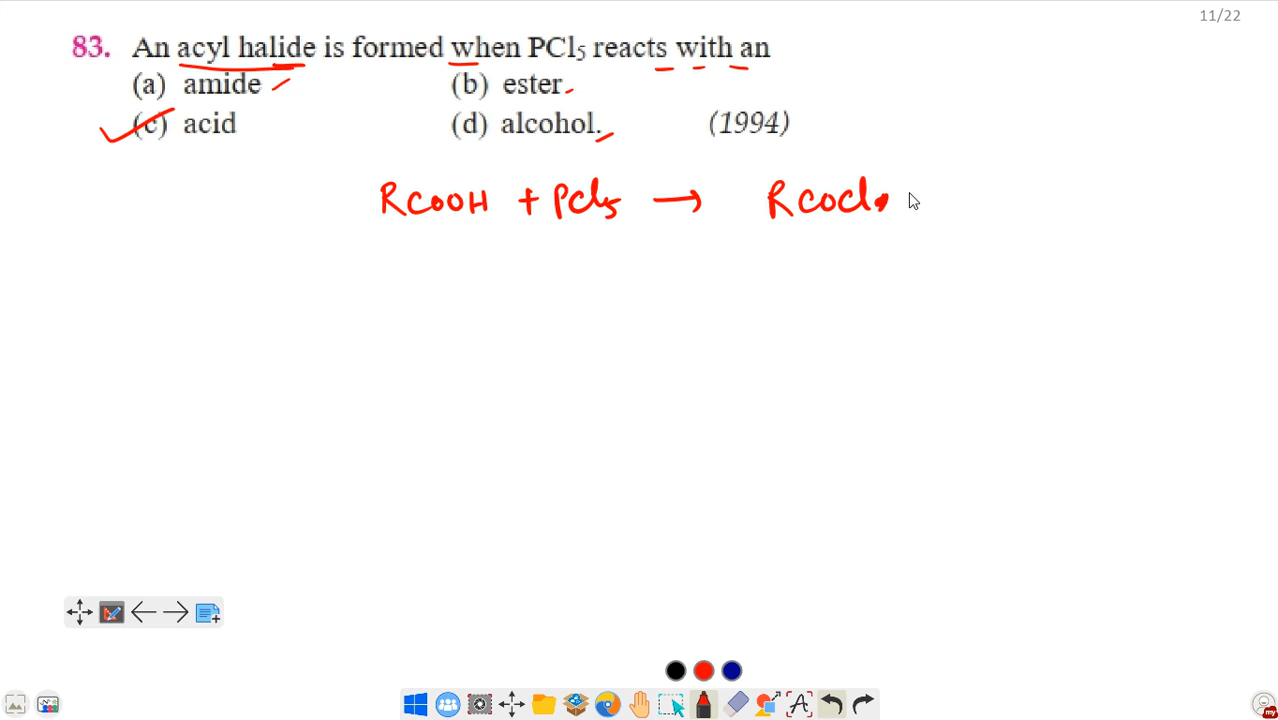 11/22
83. An acyl halide is formed when PCl₅ reacts with an
(a) amide (b) ester
(c) acid (d) alcohol. (1994)
RCOOH + PCl₅ → RCOCl